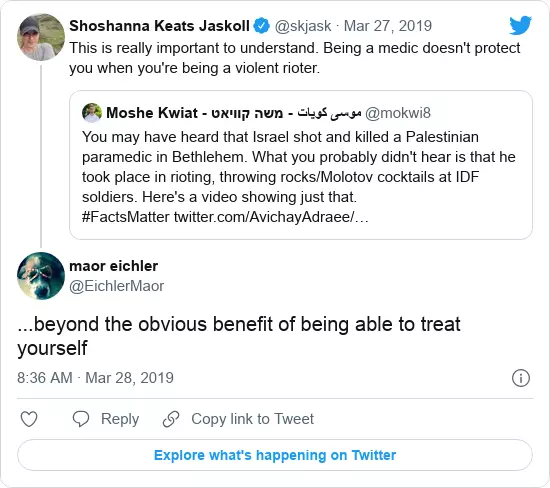 Shoshanna Keats Jaskoll @skjask · Mar 27, 2019
This is really important to understand. Being a medic doesn't protect
you when you're being a violent rioter.
Moshe Kwiat - משה קוויאט - موسى كويات @mokwi8
You may have heard that Israel shot and killed a Palestinian
paramedic in Bethlehem. What you probably didn't hear is that he
took place in rioting, throwing rocks/Molotov cocktails at IDF
soldiers. Here's a video showing just that.
#FactsMatter twitter.com/AvichayAdraee/…
maor eichler
@EichlerMaor
...beyond the obvious benefit of being able to treat
yourself
8:36 AM · Mar 28, 2019
Reply
Copy link to Tweet
Explore what's happening on Twitter